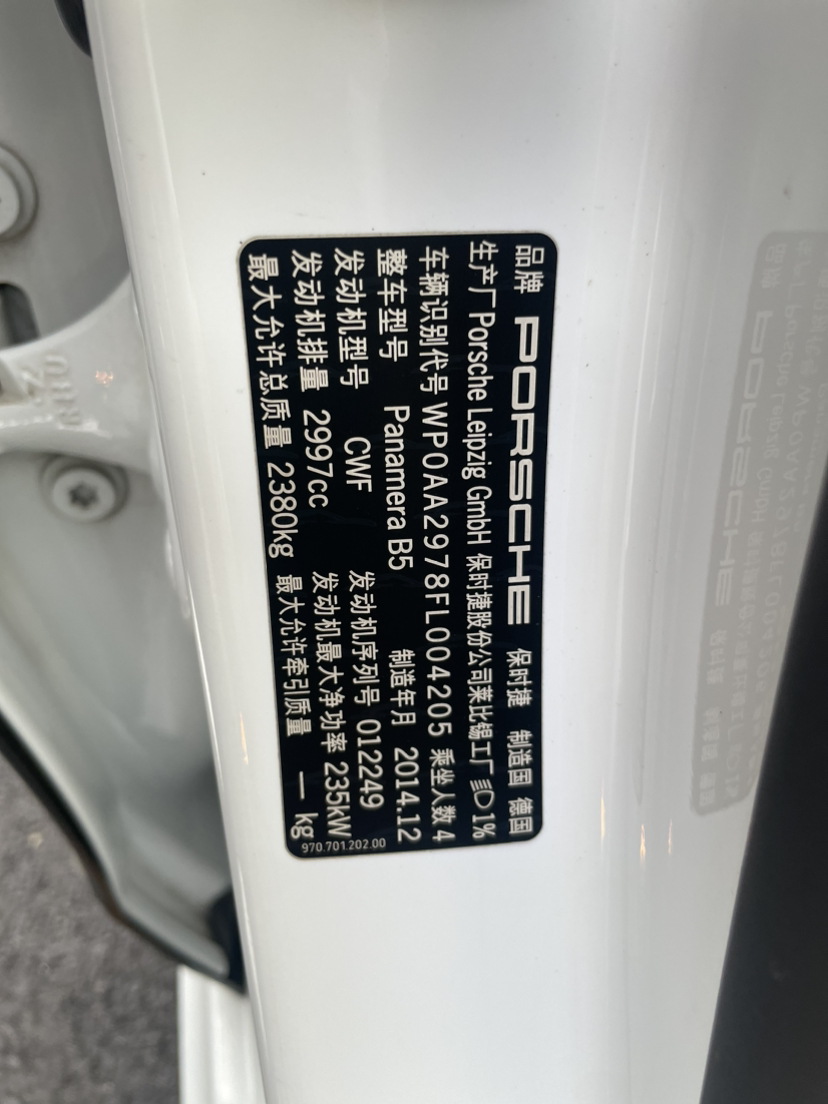 品牌 PORSCHE 保时捷 制造国 德国
生产厂 Porsche Leipzig GmbH 保时捷股份公司莱比锡工厂 1%
车辆识别代号 WP0AA2978FL004205 乘坐人数 4
整车型号 Panamera B5 制造年月 2014.12
发动机型号 CWF 发动机序列号 012249
发动机排量 2997cc 发动机最大净功率 235kW
最大允许总质量 2380kg 最大允许牵引质量 — kg
970.701.202.00